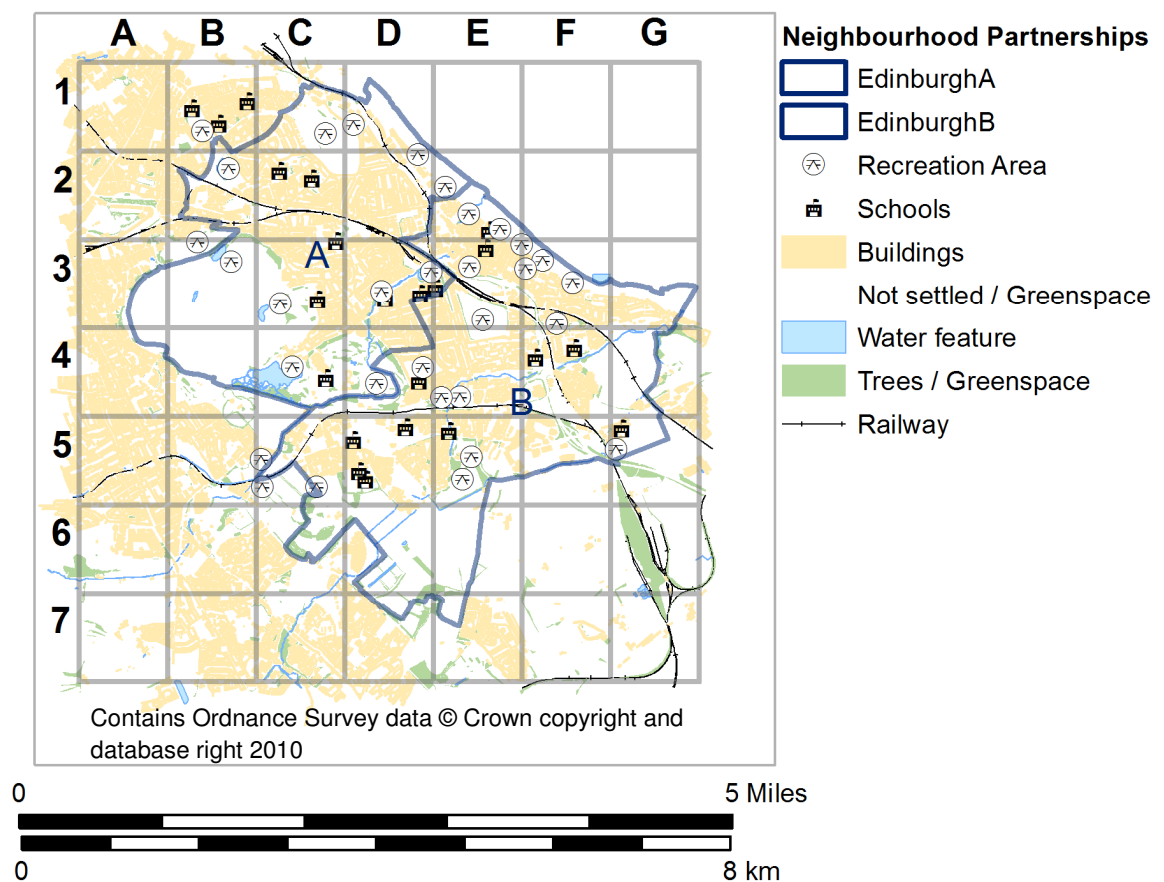 A B C D E F G
1
2
3
4
5
6
7
A
B
Contains Ordnance Survey data © Crown copyright and
database right 2010
Neighbourhood Partnerships
EdinburghA
EdinburghB
Recreation Area
Schools
Buildings
Not settled / Greenspace
Water feature
Trees / Greenspace
Railway
0 5 Miles
0 8 km